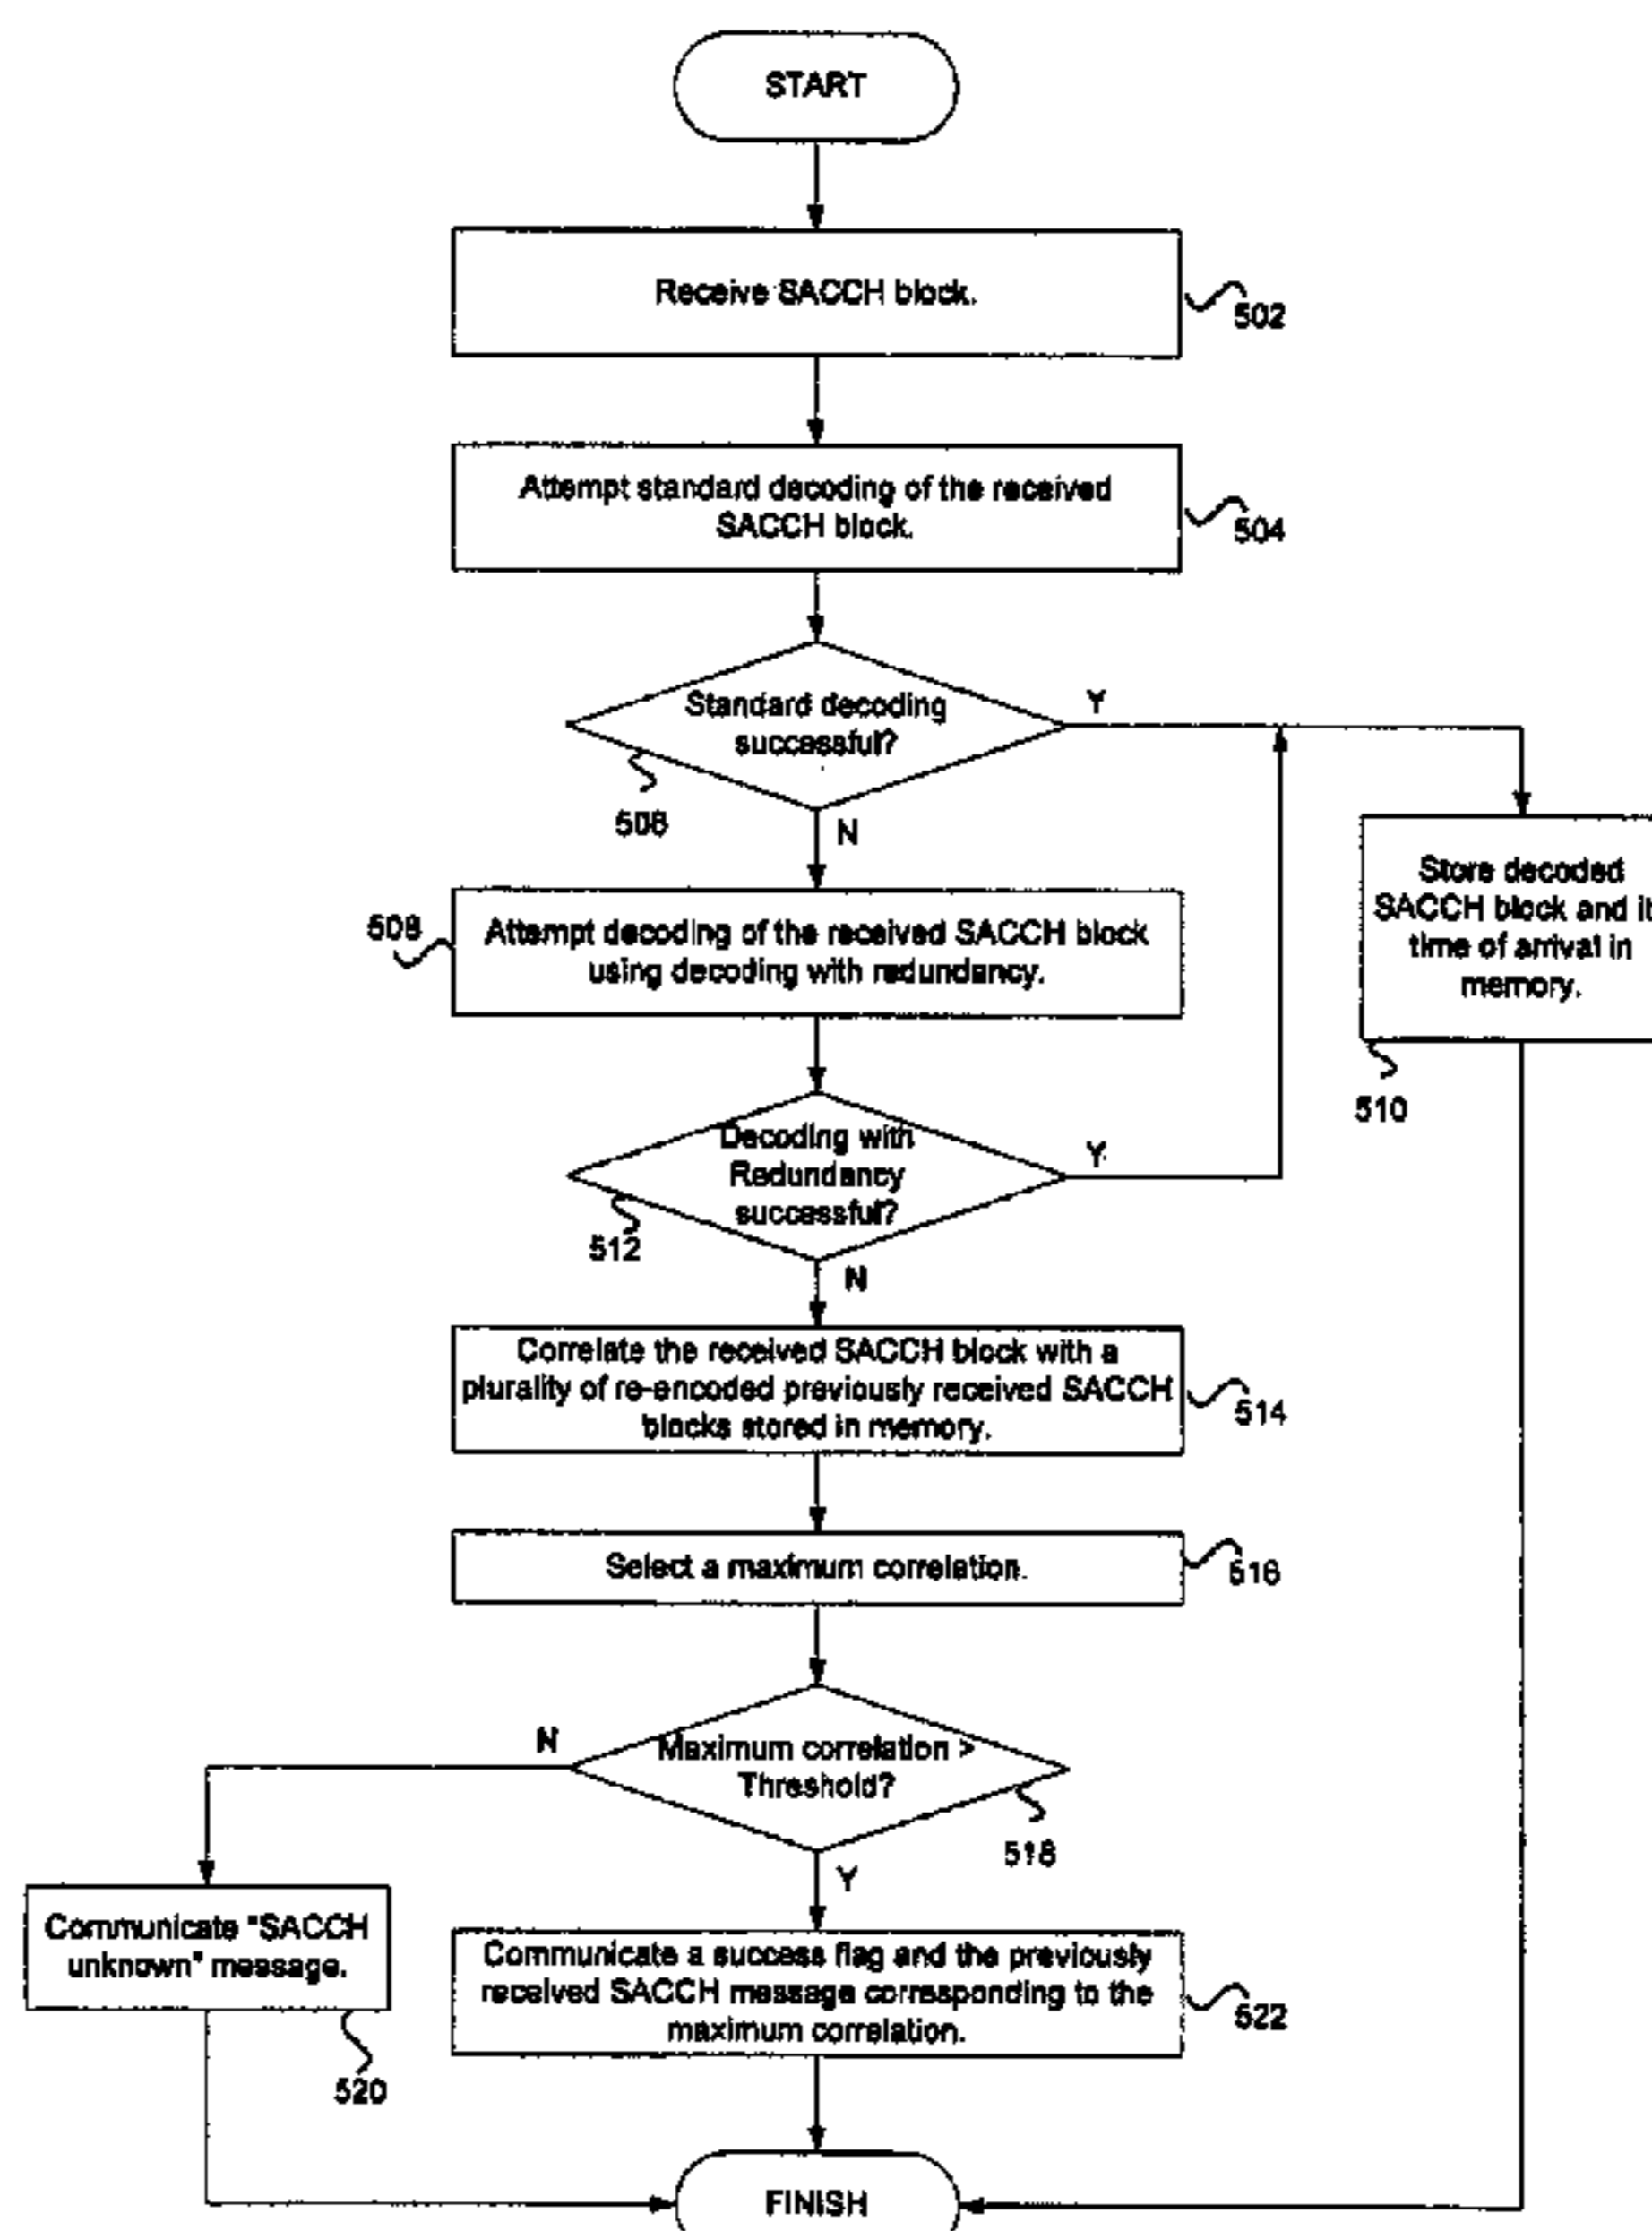 START
Receive SACCH block.
502
Attempt standard decoding of the received
SACCH block.
504
Standard decoding
successful?
Y
506
N
508
Attempt decoding of the received SACCH block
using decoding with redundancy.
Store decoded
SACCH block and
time of arrival in
memory.
510
Decoding with
Redundancy
successful?
Y
512
N
Correlate the received SACCH block with a
plurality of re-encoded previously received SACCH
blocks stored in memory.
514
Select a maximum correlation.
516
Maximum correlation >
Threshold?
N
518
Y
Communicate "SACCH
unknown" message.
520
Communicate a success flag and the previously
received SACCH message corresponding to the
maximum correlation.
522
FINISH